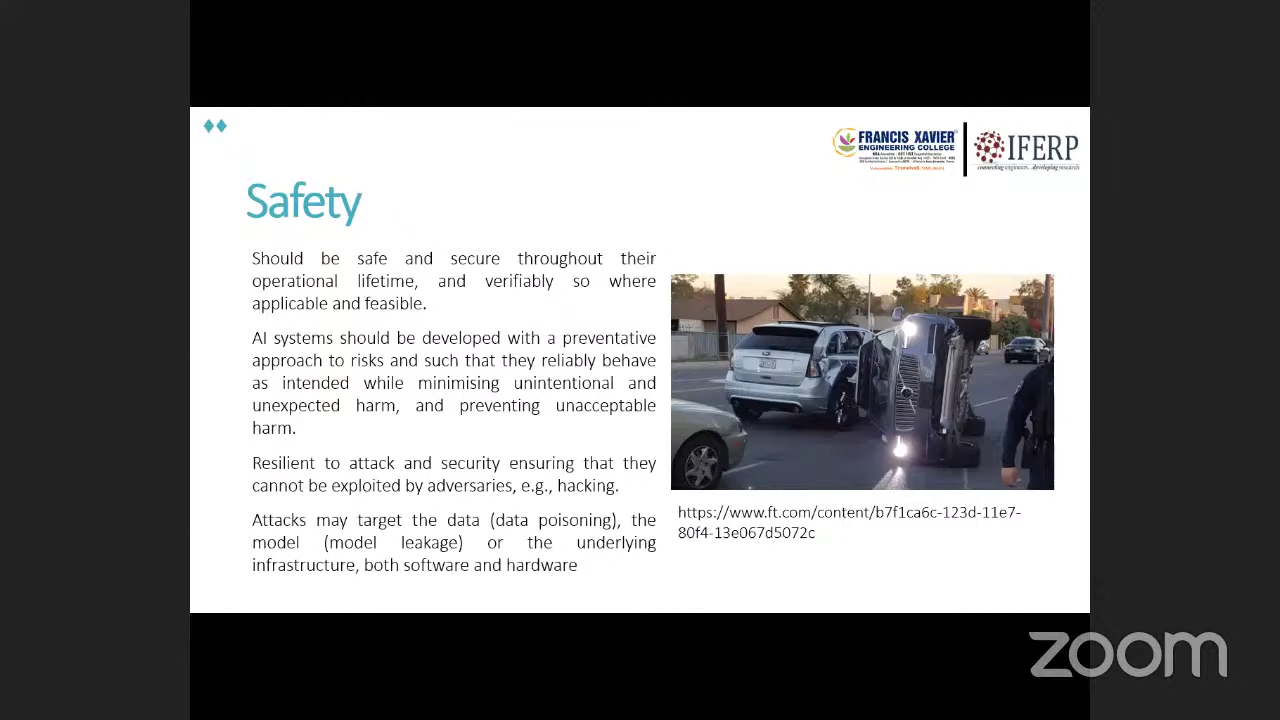 FRANCIS XAVIER
ENGINEERING COLLEGE
IFERP
connecting engineers...developing research
Safety
Should be safe and secure throughout their
operational lifetime, and verifiably so where
applicable and feasible.
AI systems should be developed with a preventative
approach to risks and such that they reliably behave
as intended while minimising unintentional and
unexpected harm, and preventing unacceptable
harm.
Resilient to attack and security ensuring that they
cannot be exploited by adversaries, e.g., hacking.
Attacks may target the data (data poisoning), the
model (model leakage) or the underlying
infrastructure, both software and hardware
https://www.ft.com/content/b7f1ca6c-123d-11e7-
80f4-13e067d5072c
zoom